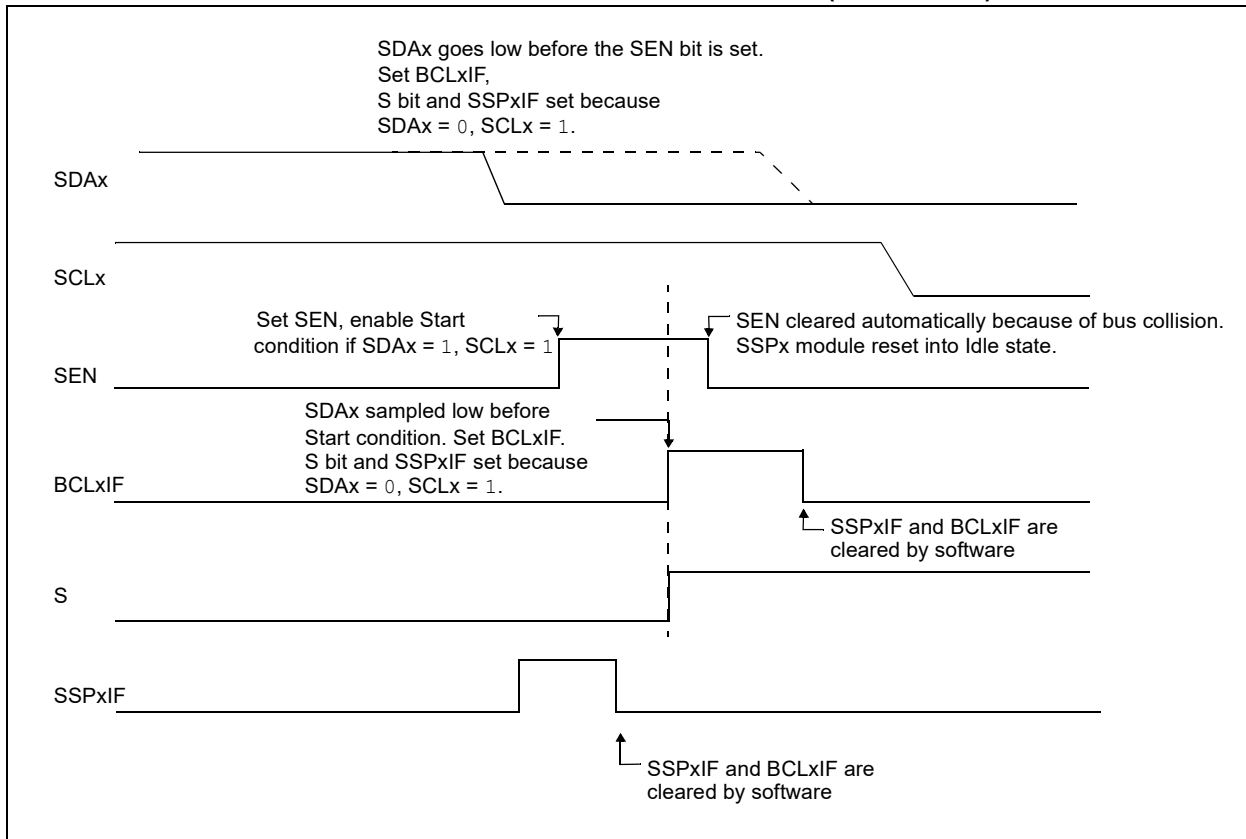 SDAx goes low before the SEN bit is set.
Set BCLxIF,
S bit and SSPxIF set because
SDAx = 0, SCLx = 1.
SDAx
SCLx
Set SEN, enable Start
condition if SDAx = 1, SCLx = 1
SEN cleared automatically because of bus collision.
SSPx module reset into Idle state.
SEN
SDAx sampled low before
Start condition. Set BCLxIF.
S bit and SSPxIF set because
SDAx = 0, SCLx = 1.
BCLxIF
SSPxIF and BCLxIF are
cleared by software
S
SSPxIF
SSPxIF and BCLxIF are
cleared by software